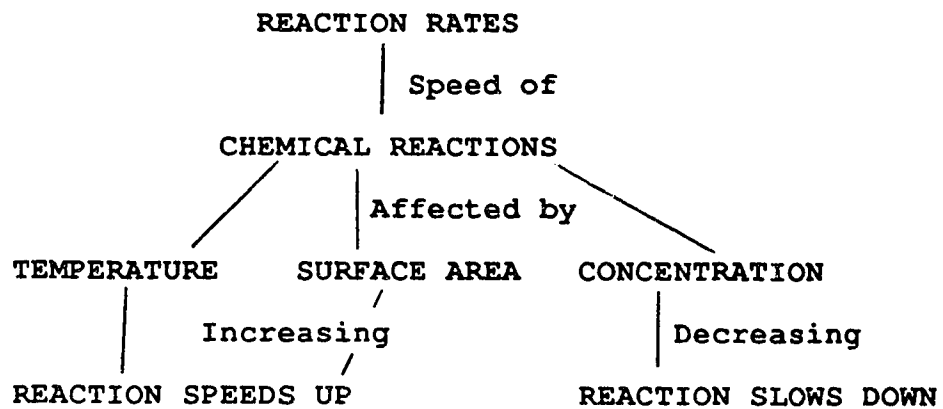 REACTION RATES
Speed of
CHEMICAL REACTIONS
Affected by
TEMPERATURE SURFACE AREA CONCENTRATION
Increasing Decreasing
REACTION SPEEDS UP REACTION SLOWS DOWN